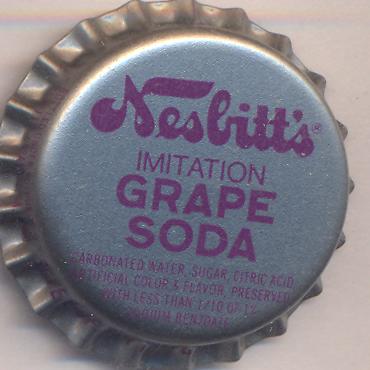 Nesbitt's®
IMITATION
GRAPE
SODA
CARBONATED WATER, SUGAR, CITRIC ACID
ARTIFICIAL COLOR & FLAVOR, PRESERVED
WITH LESS THAN 1/10 OF 1%
SODIUM BENZOATE